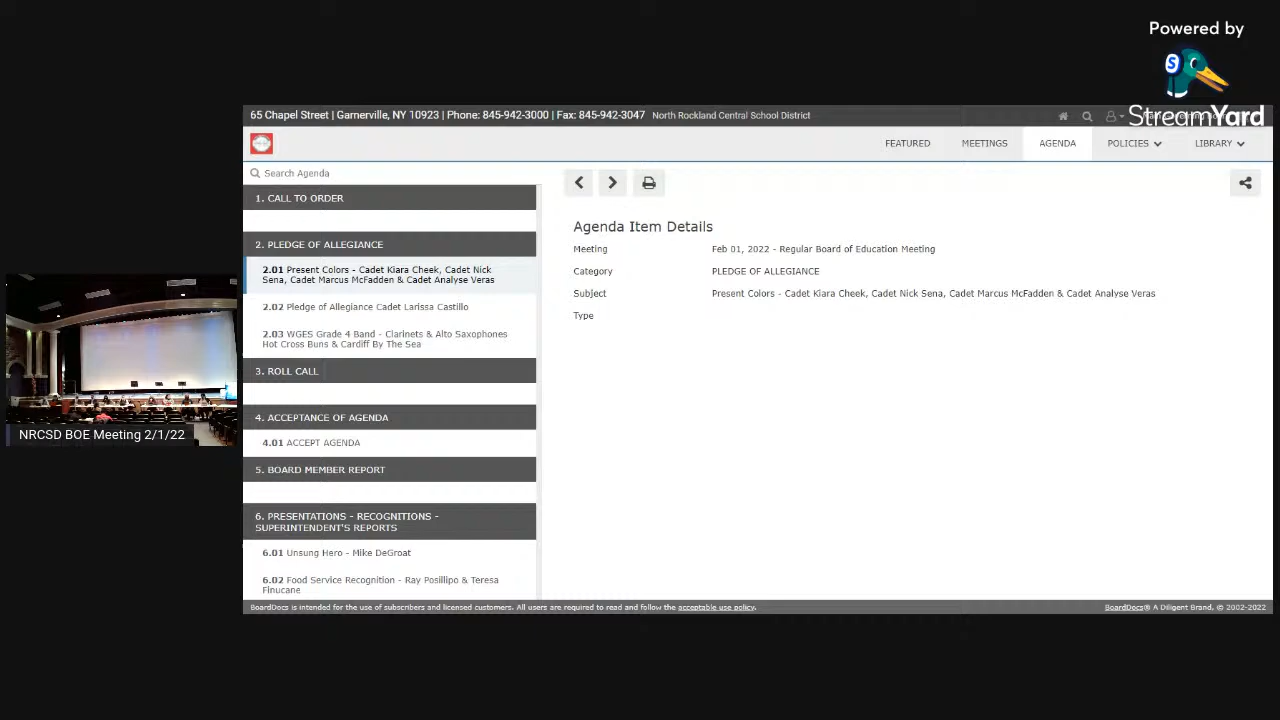 Powered by
S
StreamYard
65 Chapel Street | Garnerville, NY 10923 | Phone: 845-942-3000 | Fax: 845-942-3047 North Rockland Central School District
FEATURED MEETINGS AGENDA POLICIES LIBRARY
Search Agenda
1. CALL TO ORDER
2. PLEDGE OF ALLEGIANCE
2.01 Present Colors - Cadet Kiara Cheek, Cadet Nick
Sena, Cadet Marcus McFadden & Cadet Analyse Veras
2.02 Pledge of Allegiance Cadet Larissa Castillo
2.03 WGES Grade 4 Band - Clarinets & Alto Saxophones
Hot Cross Buns & Cardiff By The Sea
3. ROLL CALL
4. ACCEPTANCE OF AGENDA
4.01 ACCEPT AGENDA
5. BOARD MEMBER REPORT
6. PRESENTATIONS - RECOGNITIONS -
SUPERINTENDENT'S REPORTS
6.01 Unsung Hero - Mike DeGroat
6.02 Food Service Recognition - Ray Posillipo & Teresa
Finucane
Agenda Item Details
Meeting Feb 01, 2022 - Regular Board of Education Meeting
Category PLEDGE OF ALLEGIANCE
Subject Present Colors - Cadet Kiara Cheek, Cadet Nick Sena, Cadet Marcus McFadden & Cadet Analyse Veras
Type
NRCSD BOE Meeting 2/1/22
BoardDocs is intended for the use of subscribers and licensed customers. All users are required to read and follow the acceptable use policy.
BoardDocs® A Diligent Brand, © 2002-2022